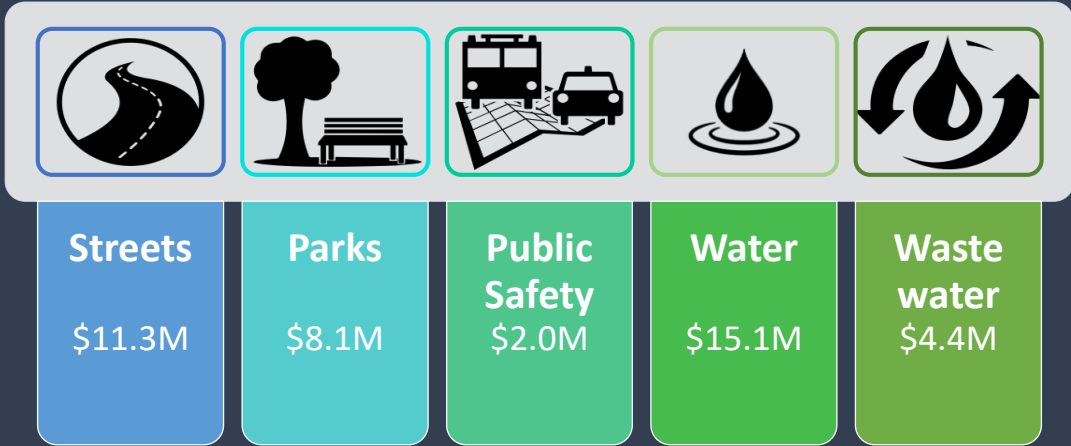 Streets
$11.3M
Parks
$8.1M
Public
Safety
$2.0M
Water
$15.1M
Waste
water
$4.4M